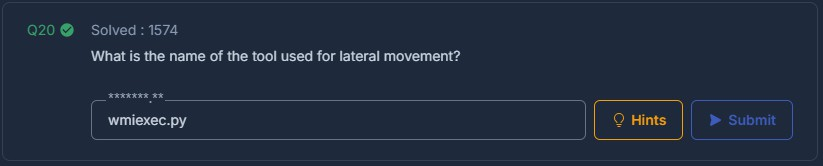 Q20 Solved : 1574
What is the name of the tool used for lateral movement?
*******.**
wmiexec.py Hints Submit